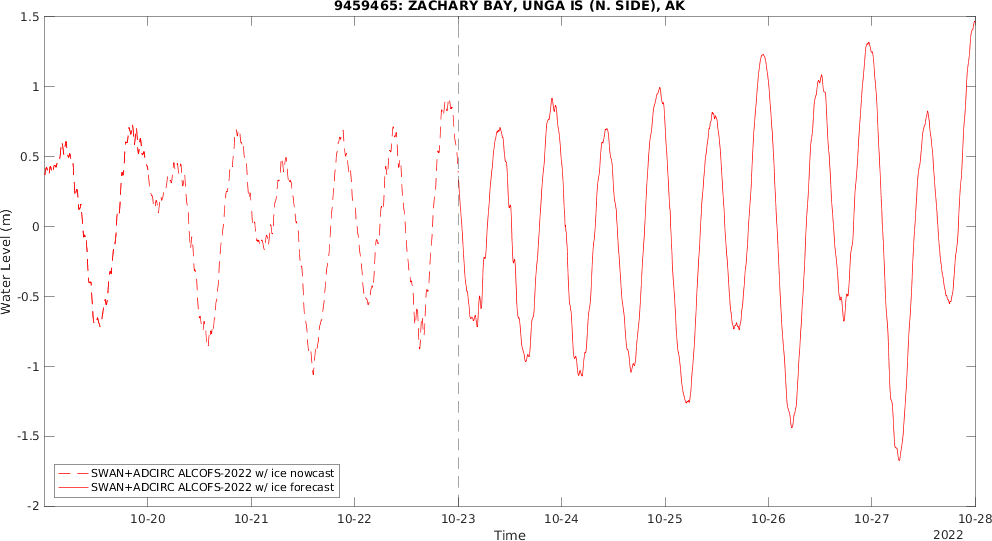 9459465: ZACHARY BAY, UNGA IS (N. SIDE), AK
1.5
1
0.5
0
-0.5
-1
-1.5
-2
Water Level (m)
SWAN+ADCIRC ALCOFS-2022 w/ ice nowcast
SWAN+ADCIRC ALCOFS-2022 w/ ice forecast
10-20 10-21 10-22 10-23 10-24 10-25 10-26 10-27 10-28
Time
2022